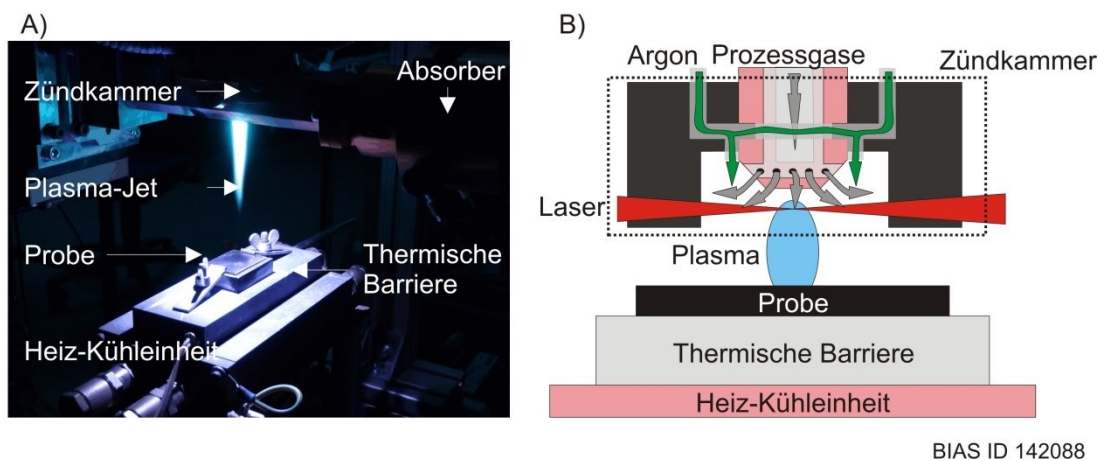 A)
Zündkammer
Absorber
Plasma-Jet
Probe
Thermische
Barriere
Heiz-Kühleinheit
B)
Argon
Prozessgase
Zündkammer
Laser
Plasma
Probe
Thermische Barriere
Heiz-Kühleinheit
BIAS ID 142088